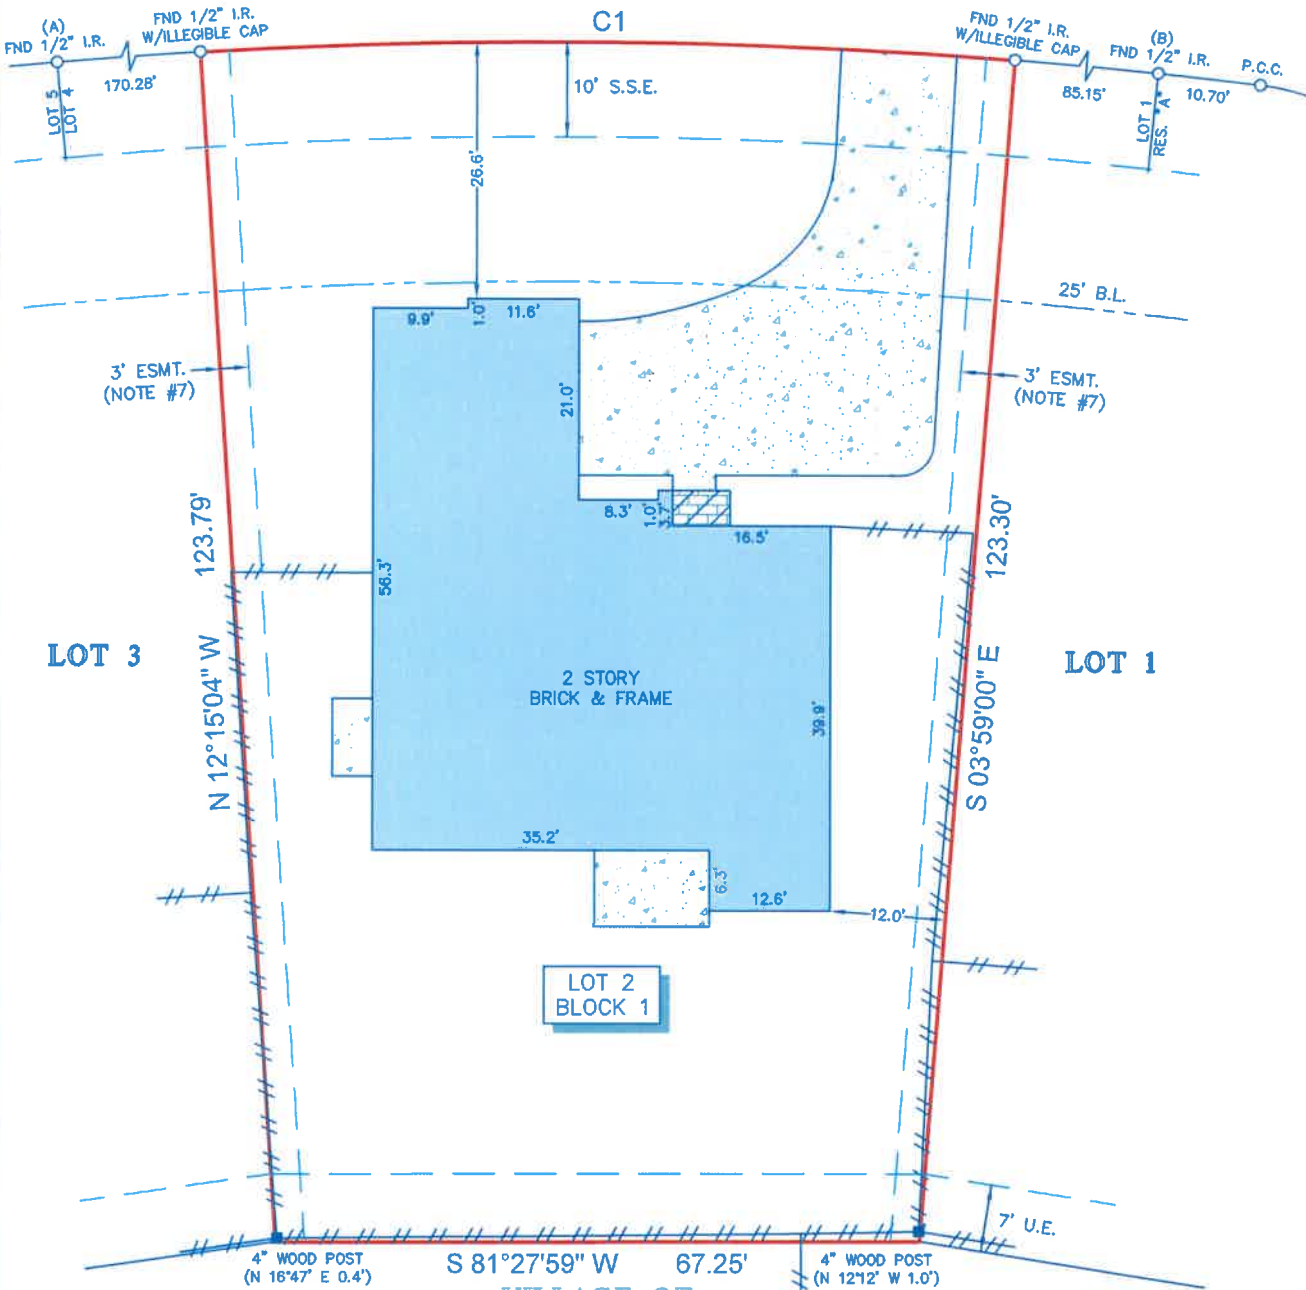 (A)
FND 1/2" I.R.
FND 1/2" I.R.
W/ILLEGIBLE CAP
C1
FND 1/2" I.R.
W/ILLEGIBLE CAP
(B)
FND 1/2" I.R.
P.C.C.
170.28'
10' S.S.E.
85.15'
10.70'
LOT 5
LOT 4
LOT 1
RES. "A"
26.6'
25' B.L.
9.9'
1.0'
11.6'
3' ESMT.
(NOTE #7)
3' ESMT.
(NOTE #7)
21.0'
8.3'
1.0'
3.7'
16.5'
123.79'
N 12°15'04" W
56.3'
123.30'
S 03°59'00" E
LOT 3
LOT 1
2 STORY
BRICK & FRAME
39.9'
35.2'
6.3'
12.6'
12.0'
LOT 2
BLOCK 1
7' U.E.
4" WOOD POST
(N 16°47' E 0.4')
S 81°27'59" W 67.25'
4" WOOD POST
(N 12°12' W 1.0')
VILLAGE OF